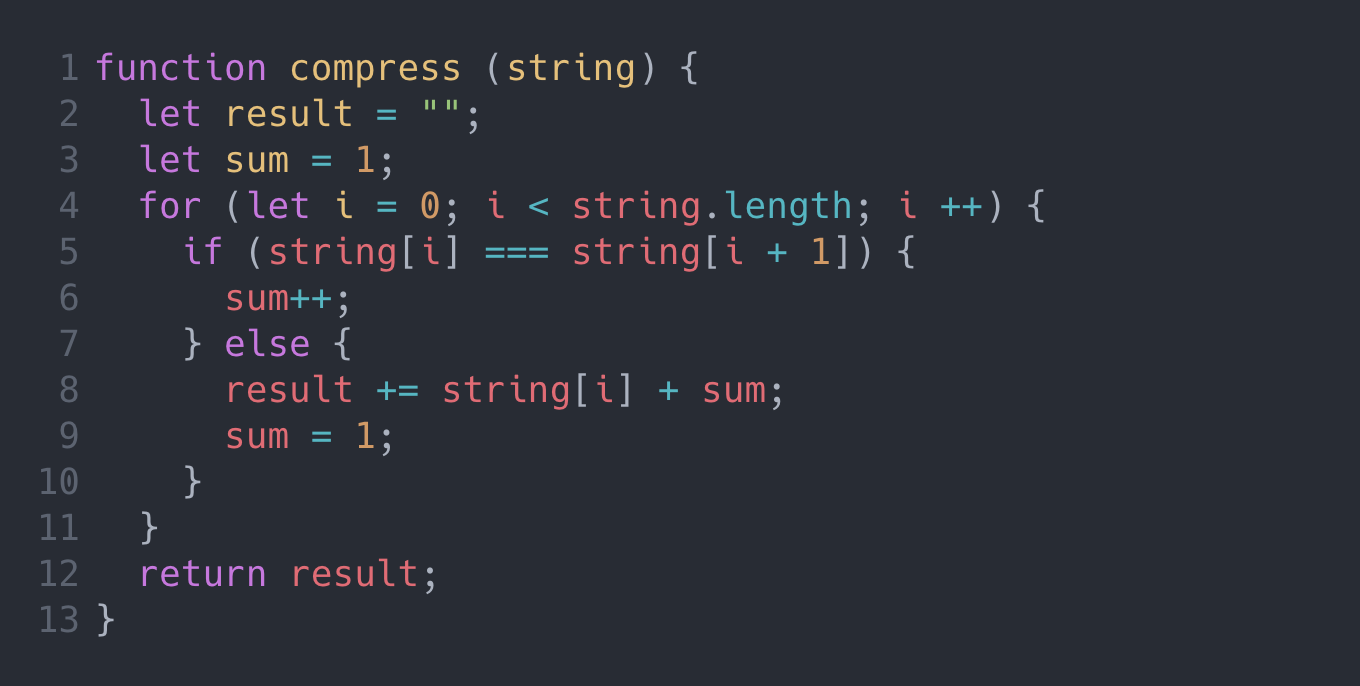 1 function compress (string) {
2   let result = "";
3   let sum = 1;
4   for (let i = 0; i < string.length; i ++) {
5     if (string[i] === string[i + 1]) {
6       sum++;
7     } else {
8       result += string[i] + sum;
9       sum = 1;
10     }
11   }
12   return result;
13 }